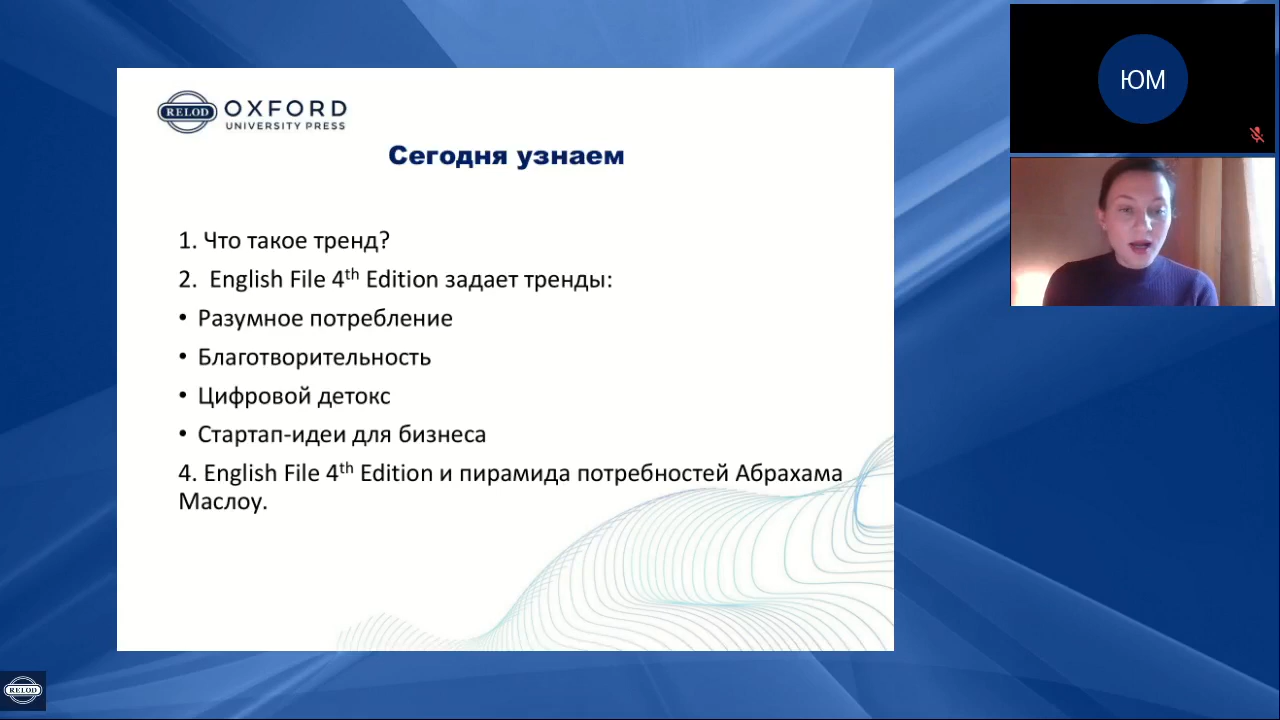 RELOD OXFORD
UNIVERSITY PRESS
Сегодня узнаем
1. Что такое тренд?
2. English File 4th Edition задает тренды:
• Разумное потребление
• Благотворительность
• Цифровой детокс
• Стартап-идеи для бизнеса
4. English File 4th Edition и пирамида потребностей Абрахама
Маслоу.
ЮМ
RELOD